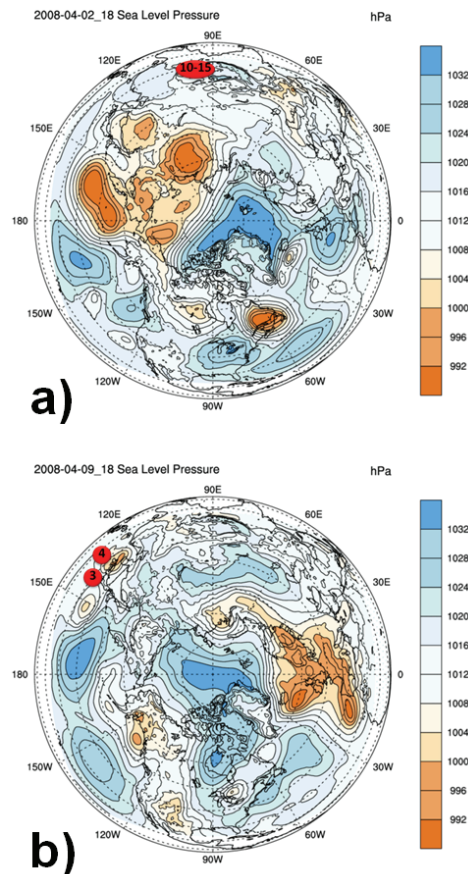 2008-04-02_18 Sea Level Pressure hPa
90E
10-15
120E 60E
150E 30E
180 0
150W 30W
120W 60W
90W
1032
1028
1024
1020
1016
1012
1008
1004
1000
996
992
a)
2008-04-09_18 Sea Level Pressure hPa
90E
120E 60E
4
3
150E 30E
180 0
150W 30W
120W 60W
90W
1032
1028
1024
1020
1016
1012
1008
1004
1000
996
992
b)